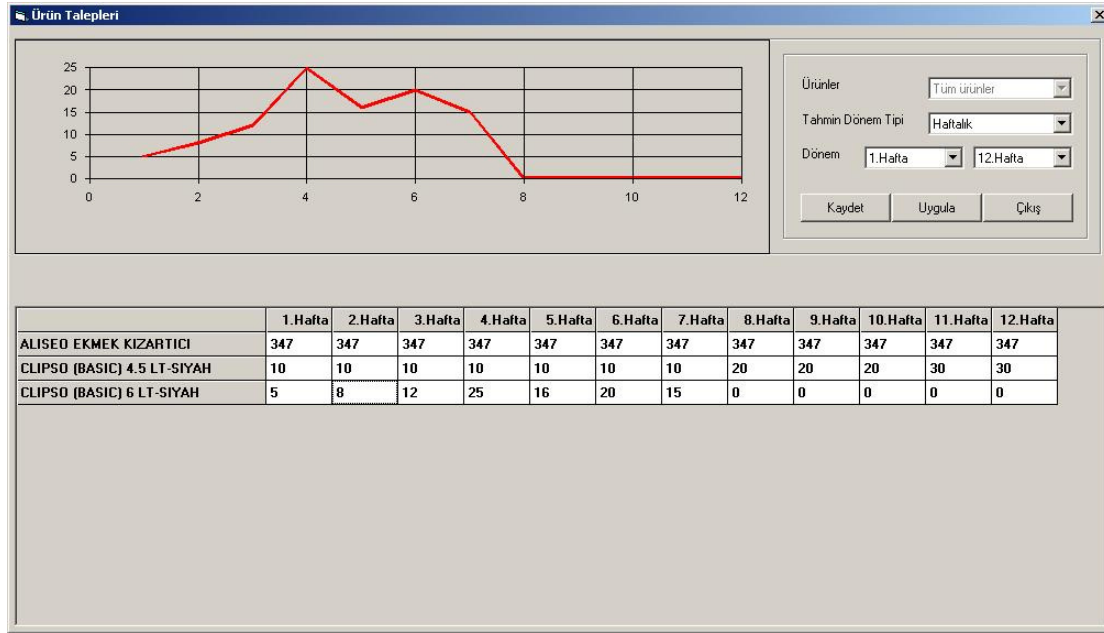 Ürün Talepleri
25
20
15
10
5
0
0 2 4 6 8 10 12
Ürünler Tüm ürünler
Tahmin Dönem Tipi Haftalık
Dönem 1.Hafta 12.Hafta
Kaydet Uygula Çıkış
1.Hafta 2.Hafta 3.Hafta 4.Hafta 5.Hafta 6.Hafta 7.Hafta 8.Hafta 9.Hafta 10.Hafta 11.Hafta 12.Hafta
ALISEO EKMEK KIZARTICI 347 347 347 347 347 347 347 347 347 347 347 347
CLIPSO (BASIC) 4.5 LT-SIYAH 10 10 10 10 10 10 10 20 20 20 30 30
CLIPSO (BASIC) 6 LT-SIYAH 5 8 12 25 16 20 15 0 0 0 0 0